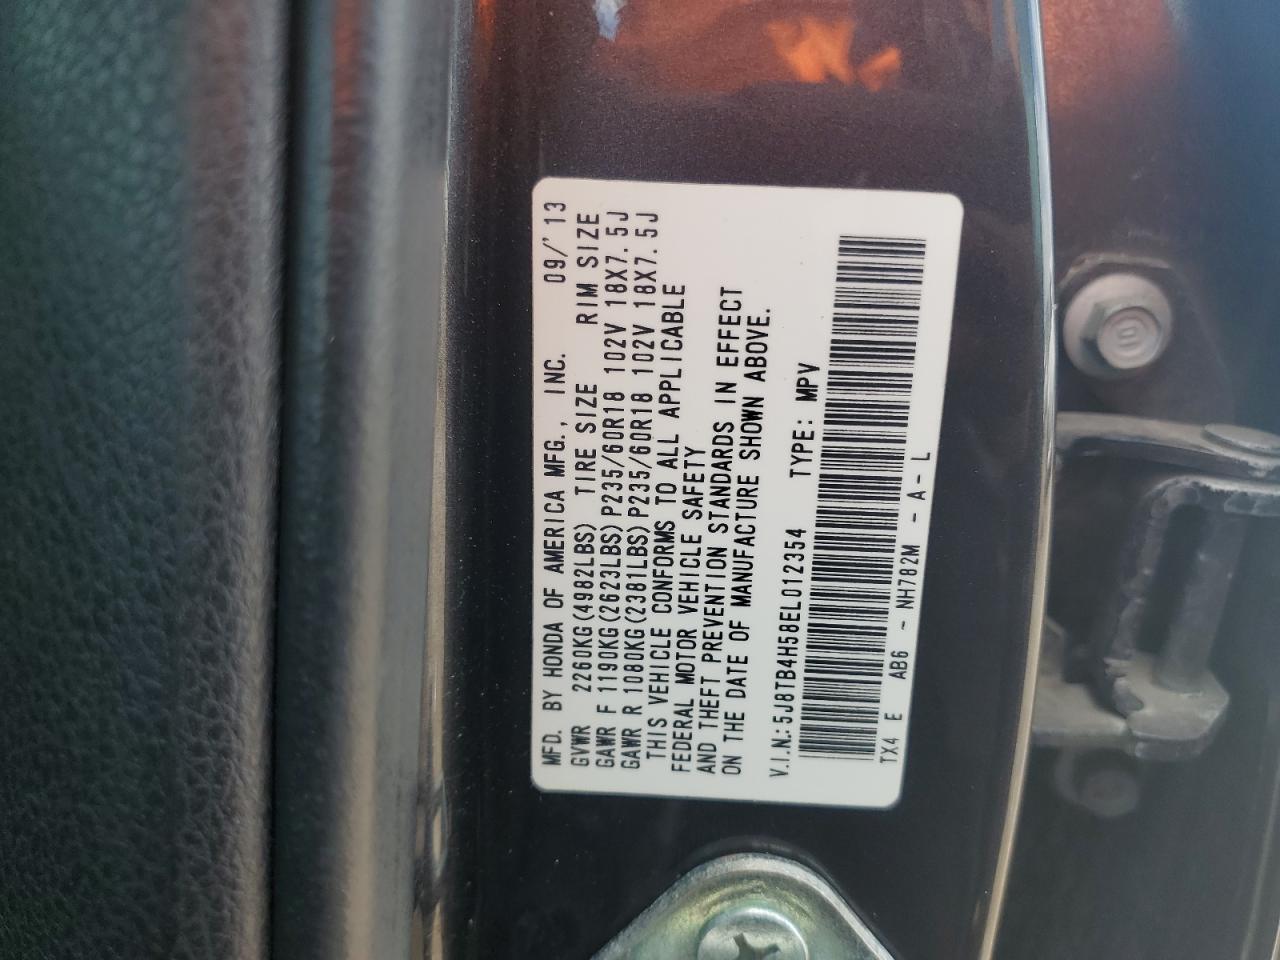 MFD. BY HONDA OF AMERICA MFG., INC. 09/'13
GVWR 2260KG(4982LBS) TIRE SIZE RIM SIZE
GAWR F 1190KG(2623LBS)P235/60R18 102V 18X7.5J
GAWR R 1080KG(2381LBS)P235/60R18 102V 18X7.5J
THIS VEHICLE CONFORMS TO ALL APPLICABLE
FEDERAL MOTOR VEHICLE SAFETY
AND THEFT PREVENTION STANDARDS IN EFFECT
ON THE DATE OF MANUFACTURE SHOWN ABOVE.
V.I.N.:5J8TB4H58EL012354 TYPE: MPV
TX4 E AB6 - NH782M - A - L